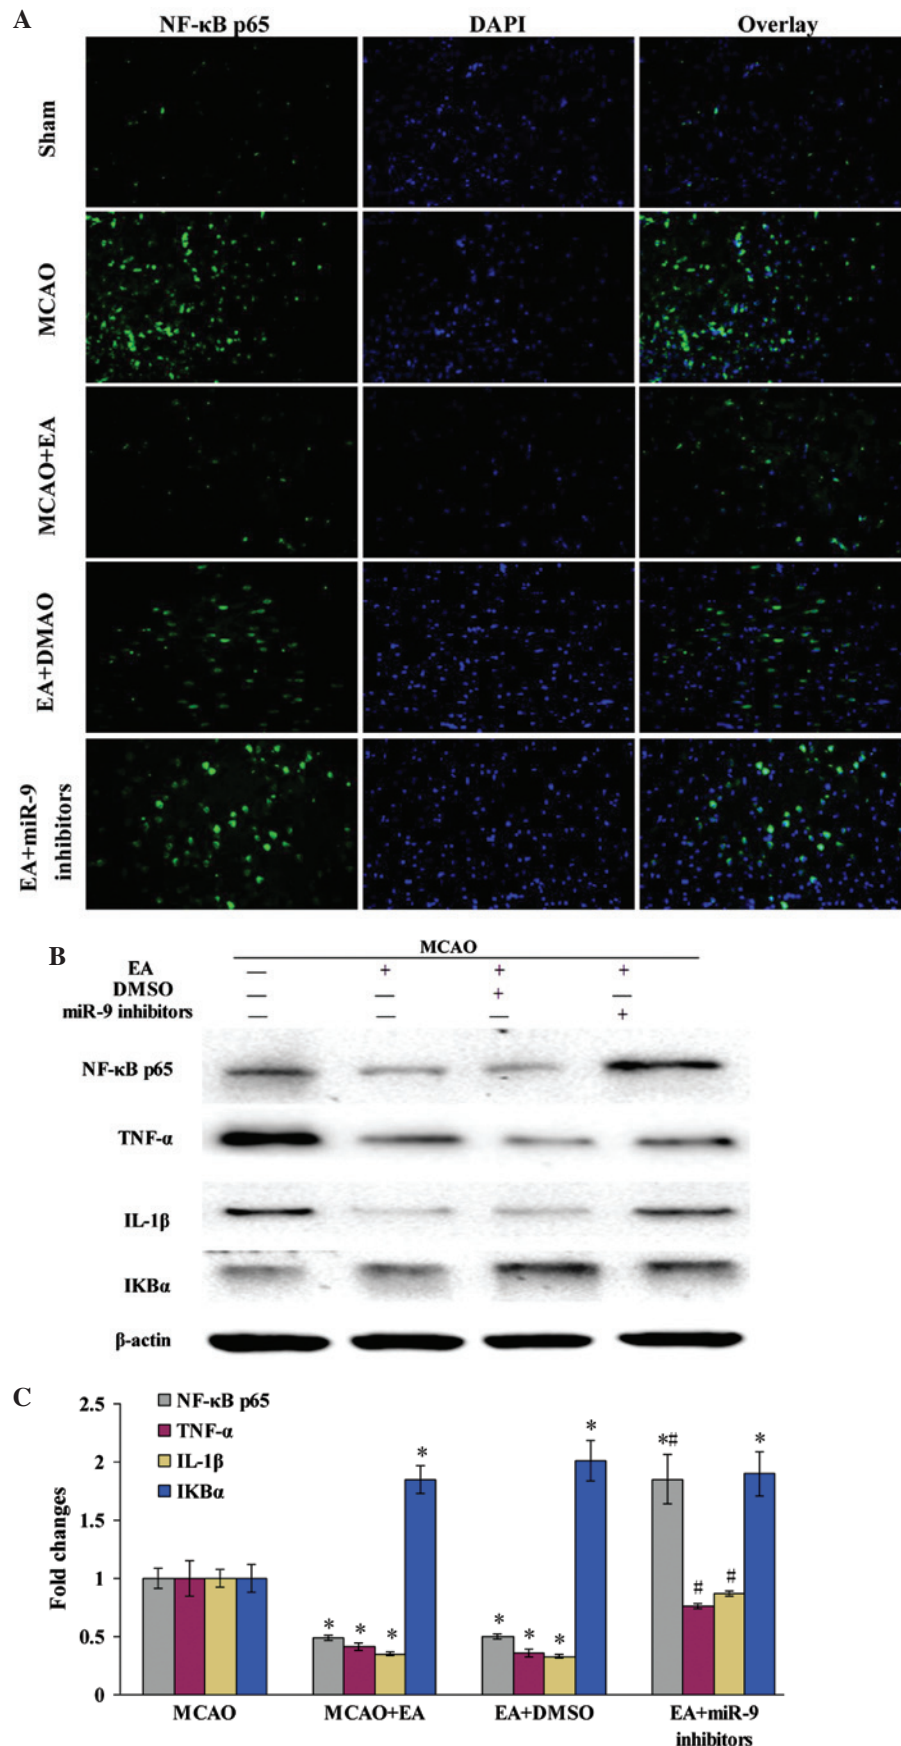 A
NF-κB p65 DAPI Overlay
Sham
MCAO
MCAO+EA
EA+DMAO
EA+miR-9
inhibitors
B
MCAO
EA — + + +
DMSO — — + —
miR-9 inhibitors — — — +
NF-κB p65
TNF-α
IL-1β
IKBα
β-actin
C
NF-κB p65
TNF-α
IL-1β
IKBα
Fold changes
2.5
2
1.5
1
0.5
0
* * * *
* * * *
*# # # *
MCAO MCAO+EA EA+DMSO EA+miR-9
inhibitors